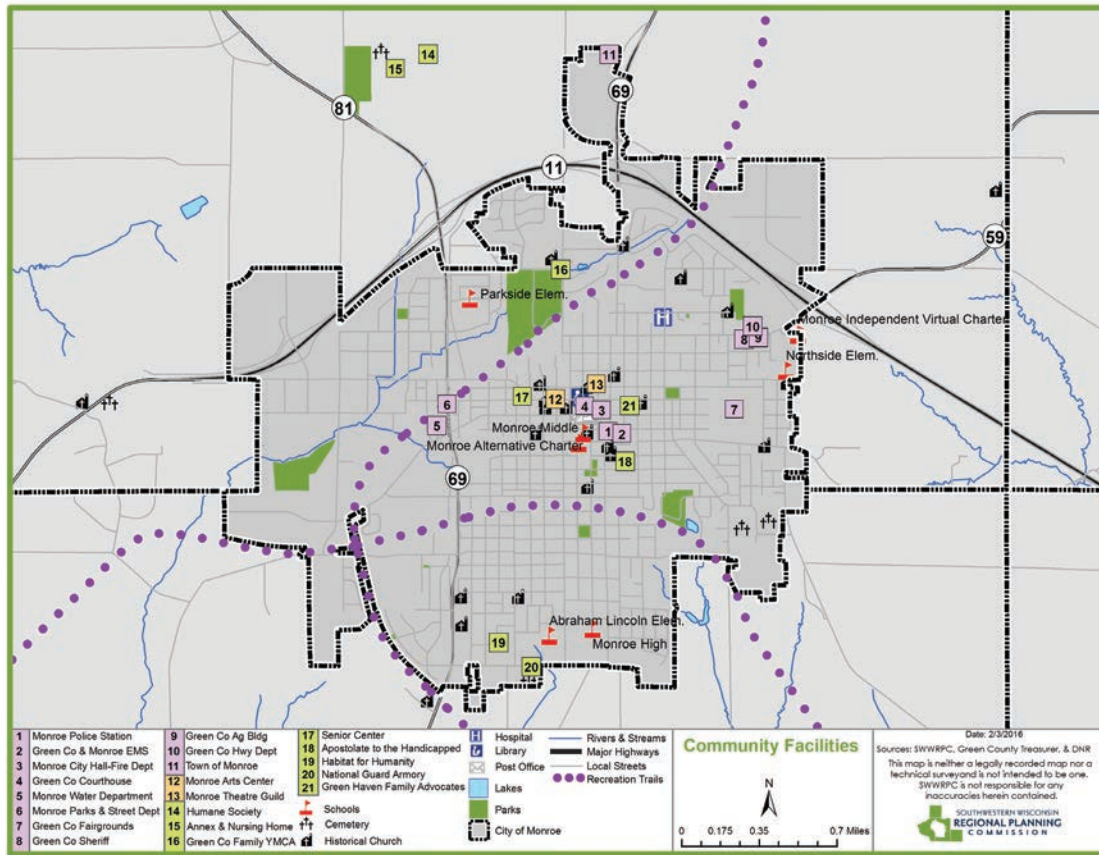 11
14
15
69
81
11
59
16
Parkside Elem.
H
10
Monroe Independent Virtual Charter
8
9
Northside Elem.
13
17
12
6
4
3
21
7
5
Monroe Middle
1
2
Monroe Alternative Charter
18
69
Abraham Lincoln Elem.
19
Monroe High
20
1 Monroe Police Station
2 Green Co & Monroe EMS
3 Monroe City Hall-Fire Dept
4 Green Co Courthouse
5 Monroe Water Department
6 Monroe Parks & Street Dept
7 Green Co Fairgrounds
8 Green Co Sheriff
9 Green Co Ag Bldg
10 Green Co Hwy Dept
11 Town of Monroe
12 Monroe Arts Center
13 Monroe Theatre Guild
14 Humane Society
15 Annex & Nursing Home
16 Green Co Family YMCA
17 Senior Center
18 Apostolate to the Handicapped
19 Habitat for Humanity
20 National Guard Armory
21 Green Haven Family Advocates
Schools
Cemetery
Historical Church
H Hospital
Library
Post Office
Lakes
Parks
City of Monroe
Rivers & Streams
Major Highways
Local Streets
Recreation Trails
Community Facilities
N
0 0.175 0.35 0.7 Miles
Date: 2/3/2016
Sources: SWWRPC, Green County Treasurer, & DNR
This map is neither a legally recorded map nor a
technical surveyand is not intended to be one.
SWWRPC is not responsible for any
inaccuracies herein contained.
SOUTHWESTERN WISCONSIN
REGIONAL PLANNING
COMMISSION